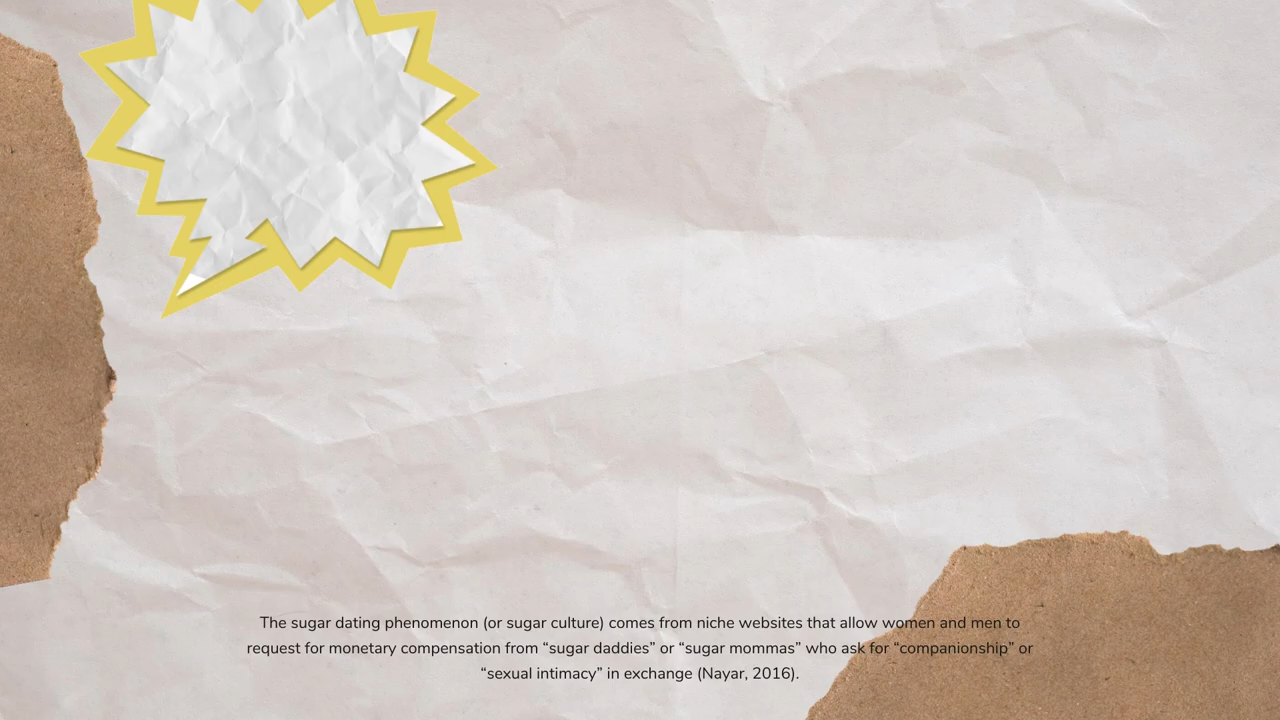 The sugar dating phenomenon (or sugar culture) comes from niche websites that allow women and men to
request for monetary compensation from “sugar daddies” or “sugar mommas” who ask for “companionship” or
“sexual intimacy” in exchange (Nayar, 2016).